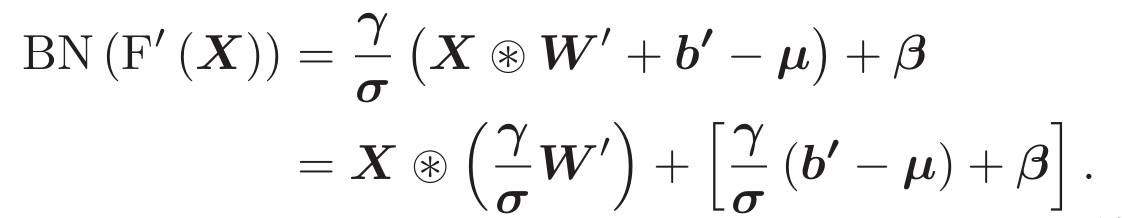 BN (F′ (X)) = γ/σ (X ⊛ W′ + b′ − μ) + β
= X ⊛ (γ/σ W′) + [γ/σ (b′ − μ) + β] .